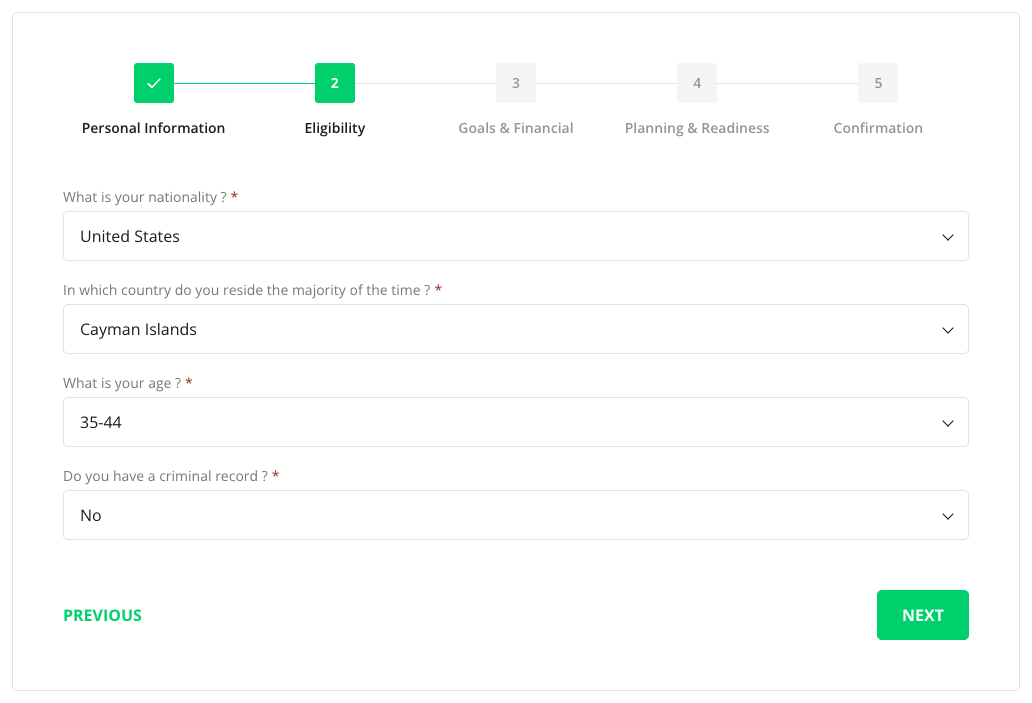 2 3 4 5
Personal Information Eligibility Goals & Financial Planning & Readiness Confirmation
What is your nationality ? *
United States
In which country do you reside the majority of the time ? *
Cayman Islands
What is your age ? *
35-44
Do you have a criminal record ? *
No
PREVIOUS NEXT